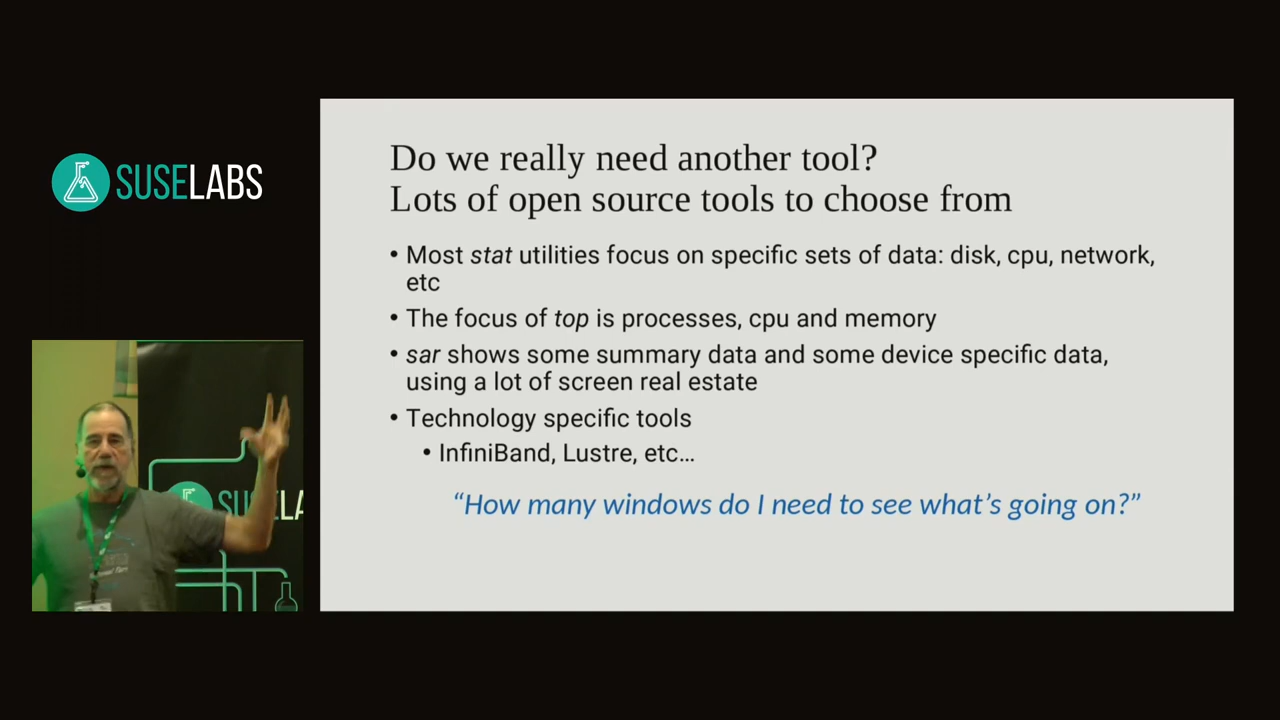 SUSELABS
Do we really need another tool?
Lots of open source tools to choose from
• Most stat utilities focus on specific sets of data: disk, cpu, network,
etc
• The focus of top is processes, cpu and memory
• sar shows some summary data and some device specific data,
using a lot of screen real estate
• Technology specific tools
• InfiniBand, Lustre, etc...
“How many windows do I need to see what’s going on?”
SU
LA